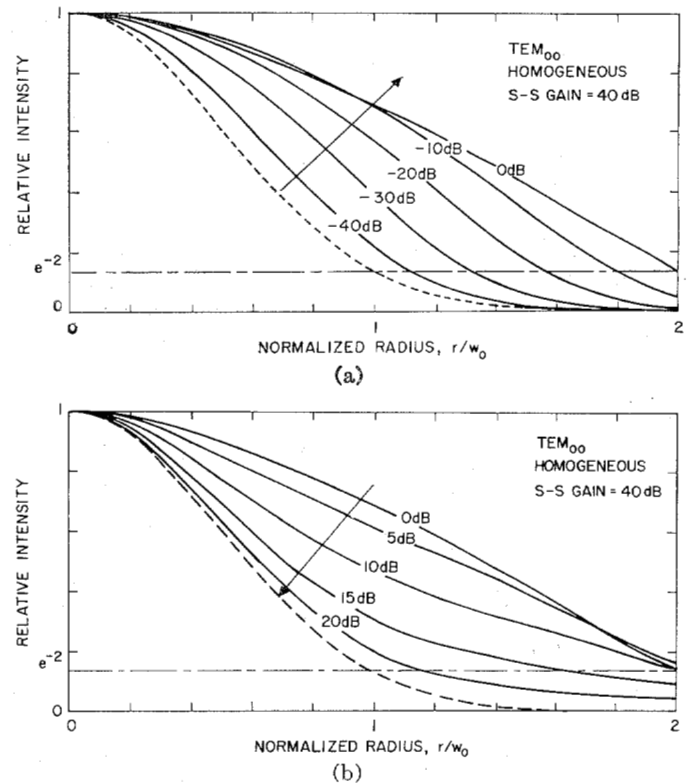 1
TEM₀₀
HOMOGENEOUS
S-S GAIN = 40 dB
RELATIVE INTENSITY
-10dB
0dB
-20dB
-30dB
-40dB
e⁻²
0
0 1 2
NORMALIZED RADIUS, r/w₀
(a)
1
TEM₀₀
HOMOGENEOUS
S-S GAIN = 40 dB
RELATIVE INTENSITY
0dB
5dB
10dB
15dB
20dB
e⁻²
0
0 1 2
NORMALIZED RADIUS, r/w₀
(b)